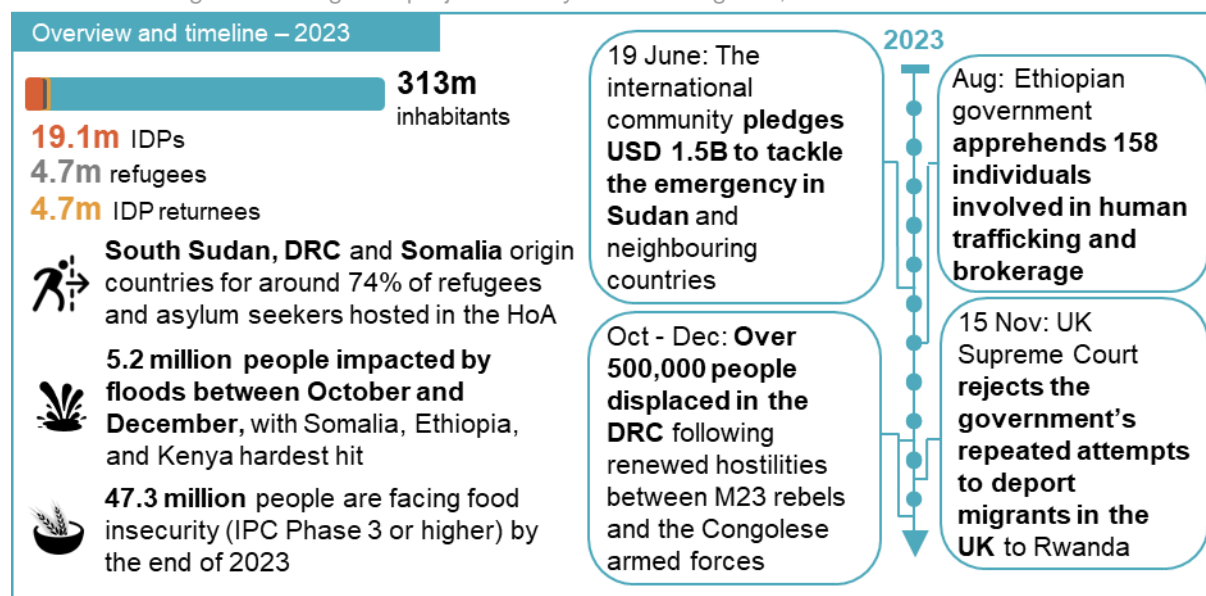 Overview and timeline – 2023
313m
inhabitants
19.1m IDPs
4.7m refugees
4.7m IDP returnees
South Sudan, DRC and Somalia origin
countries for around 74% of refugees
and asylum seekers hosted in the HoA
5.2 million people impacted by
floods between October and
December, with Somalia, Ethiopia,
and Kenya hardest hit
47.3 million people are facing food
insecurity (IPC Phase 3 or higher) by
the end of 2023
19 June: The
international
community pledges
USD 1.5B to tackle
the emergency in
Sudan and
neighbouring
countries
Oct - Dec: Over
500,000 people
displaced in the
DRC following
renewed hostilities
between M23 rebels
and the Congolese
armed forces
2023
Aug: Ethiopian
government
apprehends 158
individuals
involved in human
trafficking and
brokerage
15 Nov: UK
Supreme Court
rejects the
government’s
repeated attempts
to deport
migrants in the
UK to Rwanda